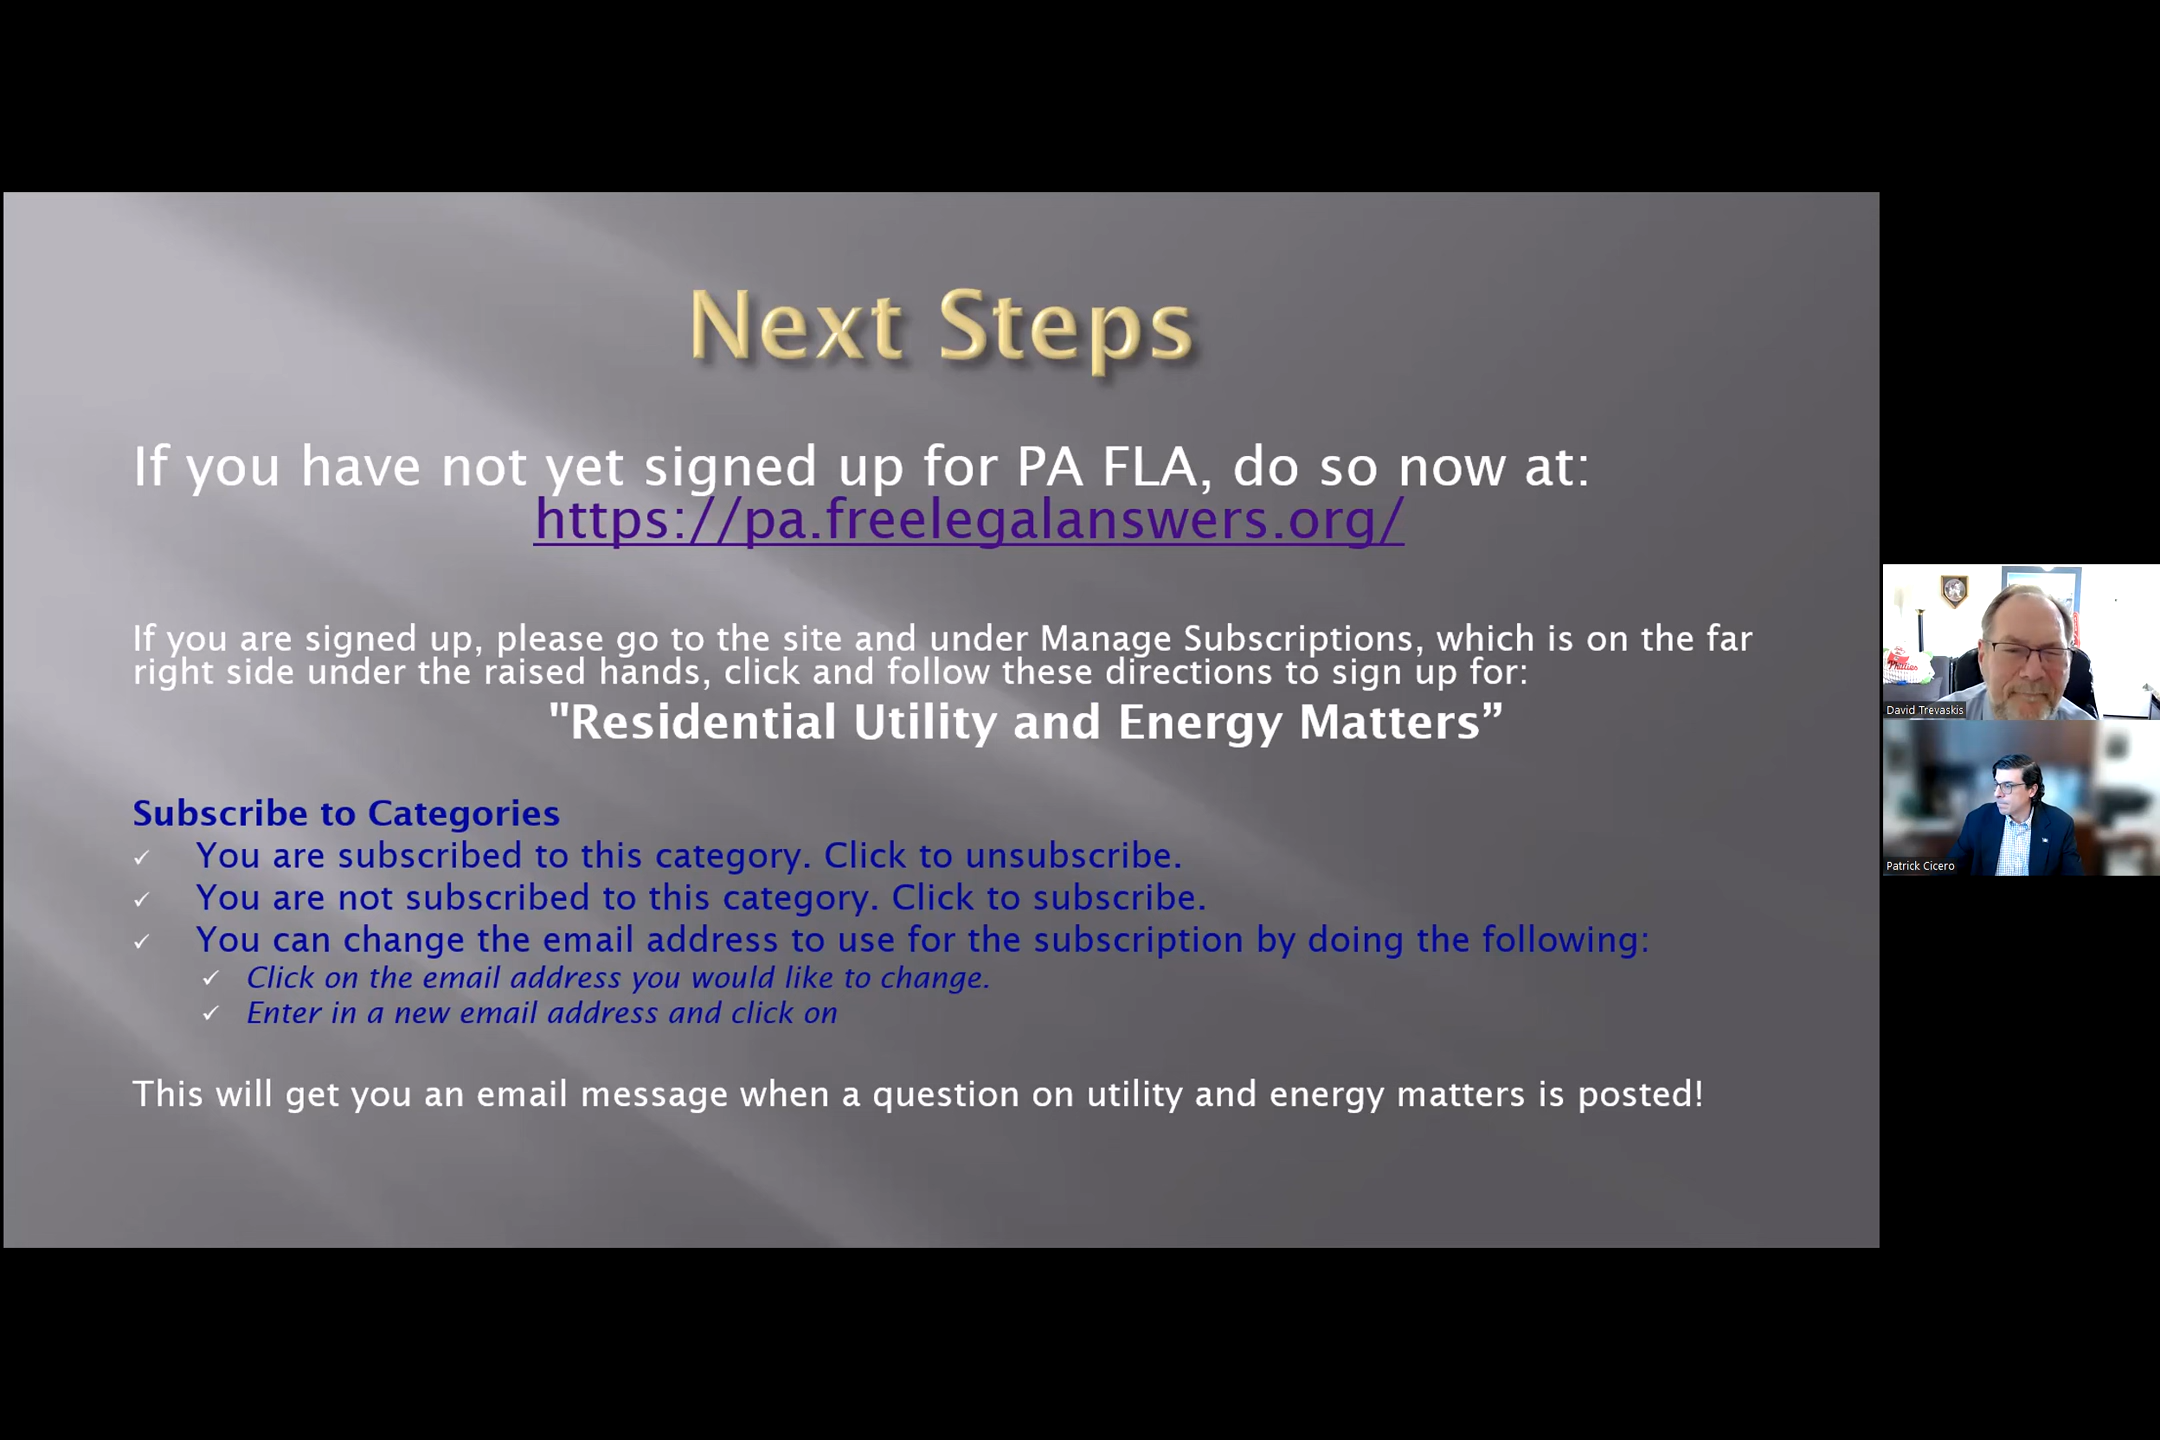 Next Steps
If you have not yet signed up for PA FLA, do so now at:
https://pa.freelegalanswers.org/
If you are signed up, please go to the site and under Manage Subscriptions, which is on the far
right side under the raised hands, click and follow these directions to sign up for:
"Residential Utility and Energy Matters”
Subscribe to Categories
You are subscribed to this category. Click to unsubscribe.
You are not subscribed to this category. Click to subscribe.
You can change the email address to use for the subscription by doing the following:
Click on the email address you would like to change.
Enter in a new email address and click on
This will get you an email message when a question on utility and energy matters is posted!
Phillies
David Trevaskis
Patrick Cicero